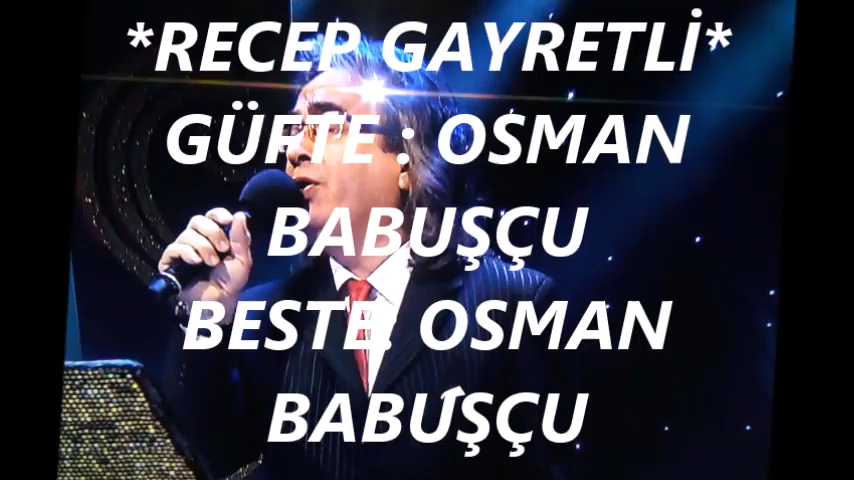 *RECEP GAYRETLİ*
GÜFTE : OSMAN
BABUŞÇU
BESTE: OSMAN
BABUŞÇU